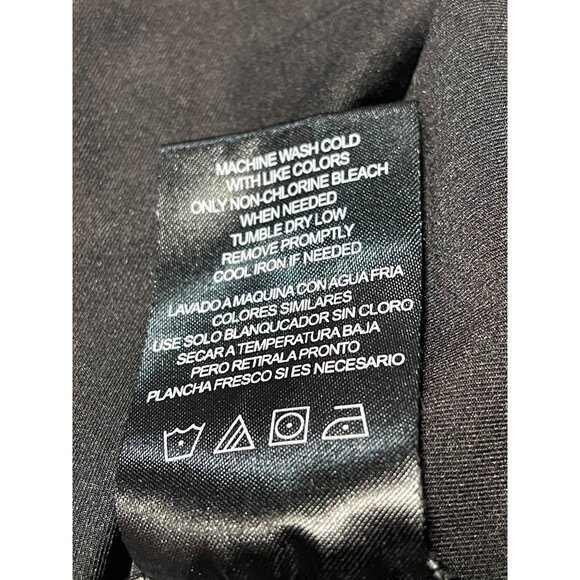 MACHINE WASH COLD
WITH LIKE COLORS
ONLY NON-CHLORINE BLEACH
WHEN NEEDED
TUMBLE DRY LOW
REMOVE PROMPTLY
COOL IRON IF NEEDED
LAVADO A MAQUINA CON AGUA FRIA
COLORES SIMILARES
USE SOLO BLANQUCADOR SIN CLORO
SECAR A TEMPERATURA BAJA
PERO RETIRALA PRONTO
PLANCHA FRESCO SI ES NECESARIO